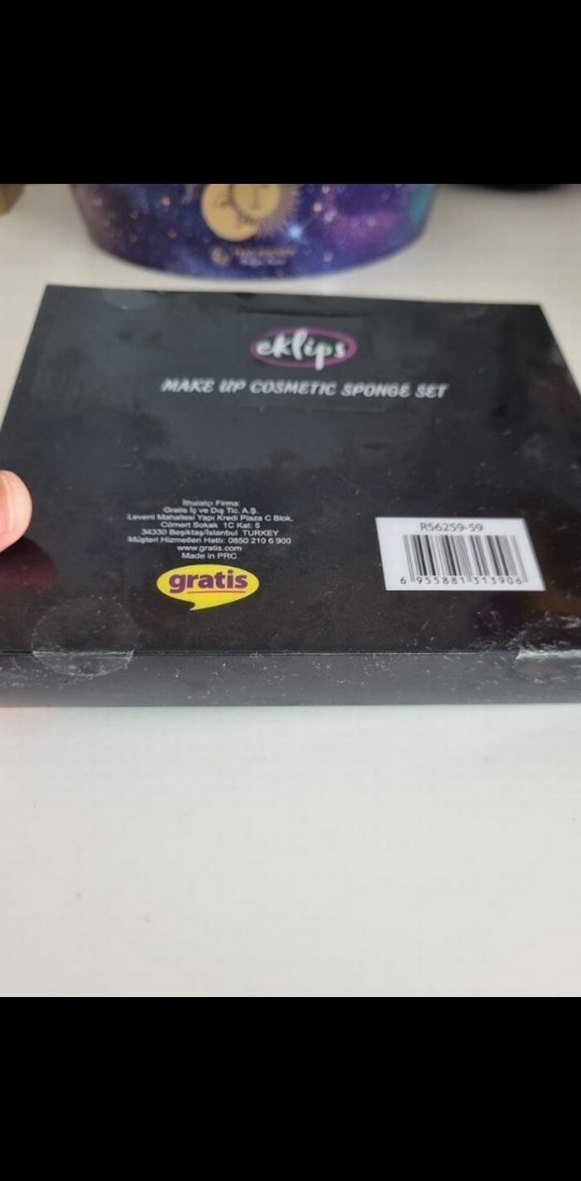 eklips
MAKE UP COSMETIC SPONGE SET
İthalatçı Firma:
Gratis İç ve Dış Tic. A.Ş.
Levent Mahallesi Yapı Kredi Plaza C Blok,
Cömert Sokak 1C Kat: 5
34330 Beşiktaş/İstanbul TURKEY
Müşteri Hizmetleri Hattı: 0850 210 6 900
www.gratis.com
Made in PRC
gratis
R56259-59
6 955881 313906